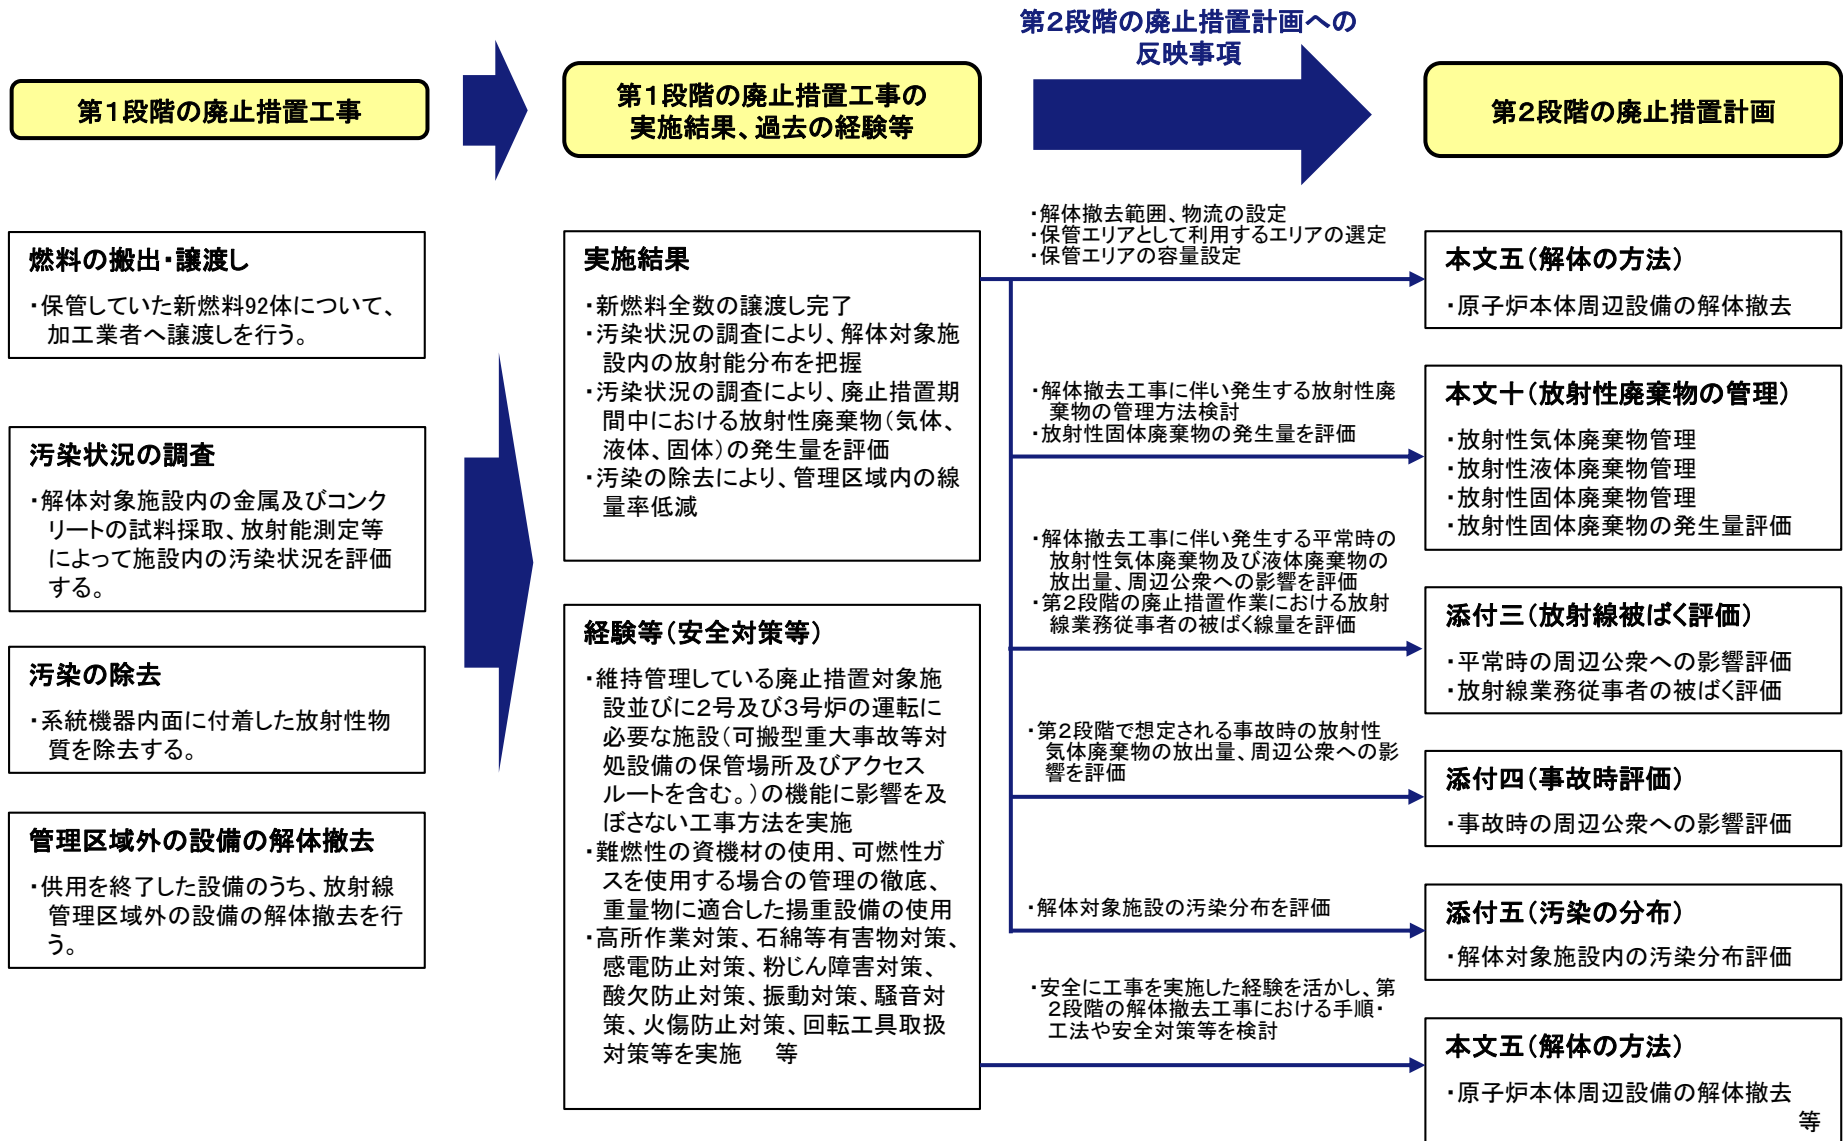 第2段階の廃止措置計画への
反映事項
第1段階の廃止措置工事
第1段階の廃止措置工事の
実施結果、過去の経験等
第2段階の廃止措置計画
燃料の搬出・譲渡し
・保管していた新燃料92体について、
加工業者へ譲渡しを行う。
汚染状況の調査
・解体対象施設内の金属及びコンク
リートの試料採取、放射能測定等
によって施設内の汚染状況を評価
する。
汚染の除去
・系統機器内面に付着した放射性物
質を除去する。
管理区域外の設備の解体撤去
・供用を終了した設備のうち、放射線
管理区域外の設備の解体撤去を行
う。
実施結果
・新燃料全数の譲渡し完了
・汚染状況の調査により、解体対象施
設内の放射能分布を把握
・汚染状況の調査により、廃止措置期
間中における放射性廃棄物（気体、
液体、固体）の発生量を評価
・汚染の除去により、管理区域内の線
量率低減
経験等（安全対策等）
・維持管理している廃止措置対象施
設並びに2号及び3号炉の運転に
必要な施設（可搬型重大事故等対
処設備の保管場所及びアクセス
ルートを含む。）の機能に影響を及
ぼさない工事方法を実施
・難燃性の資機材の使用、可燃性ガ
スを使用する場合の管理の徹底、
重量物に適合した揚重設備の使用
・高所作業対策、石綿等有害物対策、
感電防止対策、粉じん障害対策、
酸欠防止対策、振動対策、騒音対
策、火傷防止対策、回転工具取扱
対策等を実施　等
・解体撤去範囲、物流の設定
・保管エリアとして利用するエリアの選定
・保管エリアの容量設定
・解体撤去工事に伴い発生する放射性廃
棄物の管理方法検討
・放射性固体廃棄物の発生量を評価
・解体撤去工事に伴い発生する平常時の
放射性気体廃棄物及び液体廃棄物の
放出量、周辺公衆への影響を評価
・第2段階の廃止措置作業における放射
線業務従事者の被ばく線量を評価
・第2段階で想定される事故時の放射性
気体廃棄物の放出量、周辺公衆への影
響を評価
・解体対象施設の汚染分布を評価
・安全に工事を実施した経験を活かし、第
2段階の解体撤去工事における手順・
工法や安全対策等を検討
本文五（解体の方法）
・原子炉本体周辺設備の解体撤去
本文十（放射性廃棄物の管理）
・放射性気体廃棄物管理
・放射性液体廃棄物管理
・放射性固体廃棄物管理
・放射性固体廃棄物の発生量評価
添付三（放射線被ばく評価）
・平常時の周辺公衆への影響評価
・放射線業務従事者の被ばく評価
添付四（事故時評価）
・事故時の周辺公衆への影響評価
添付五（汚染の分布）
・解体対象施設内の汚染分布評価
本文五（解体の方法）
・原子炉本体周辺設備の解体撤去
等